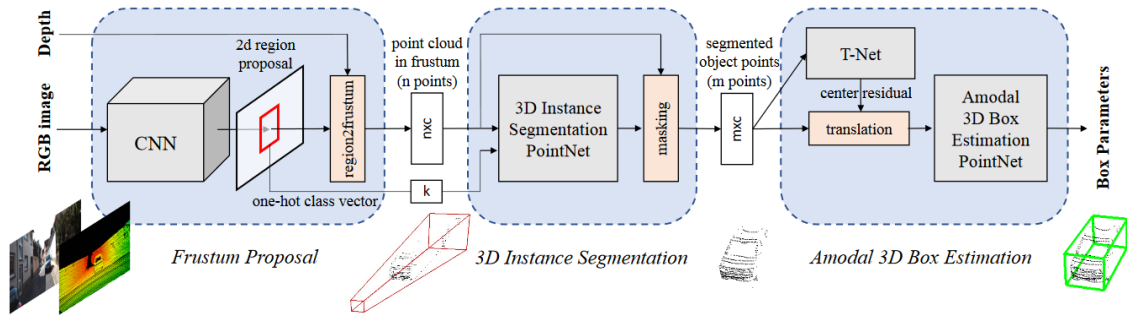 Depth
RGB image
2d region
proposal
CNN
region2frustum
one-hot class vector
Frustum Proposal
point cloud
in frustum
(n points)
nxc
k
3D Instance
Segmentation
PointNet
masking
3D Instance Segmentation
segmented
object points
(m points)
mxc
T-Net
center residual
translation
Amodal
3D Box
Estimation
PointNet
Amodal 3D Box Estimation
Box Parameters